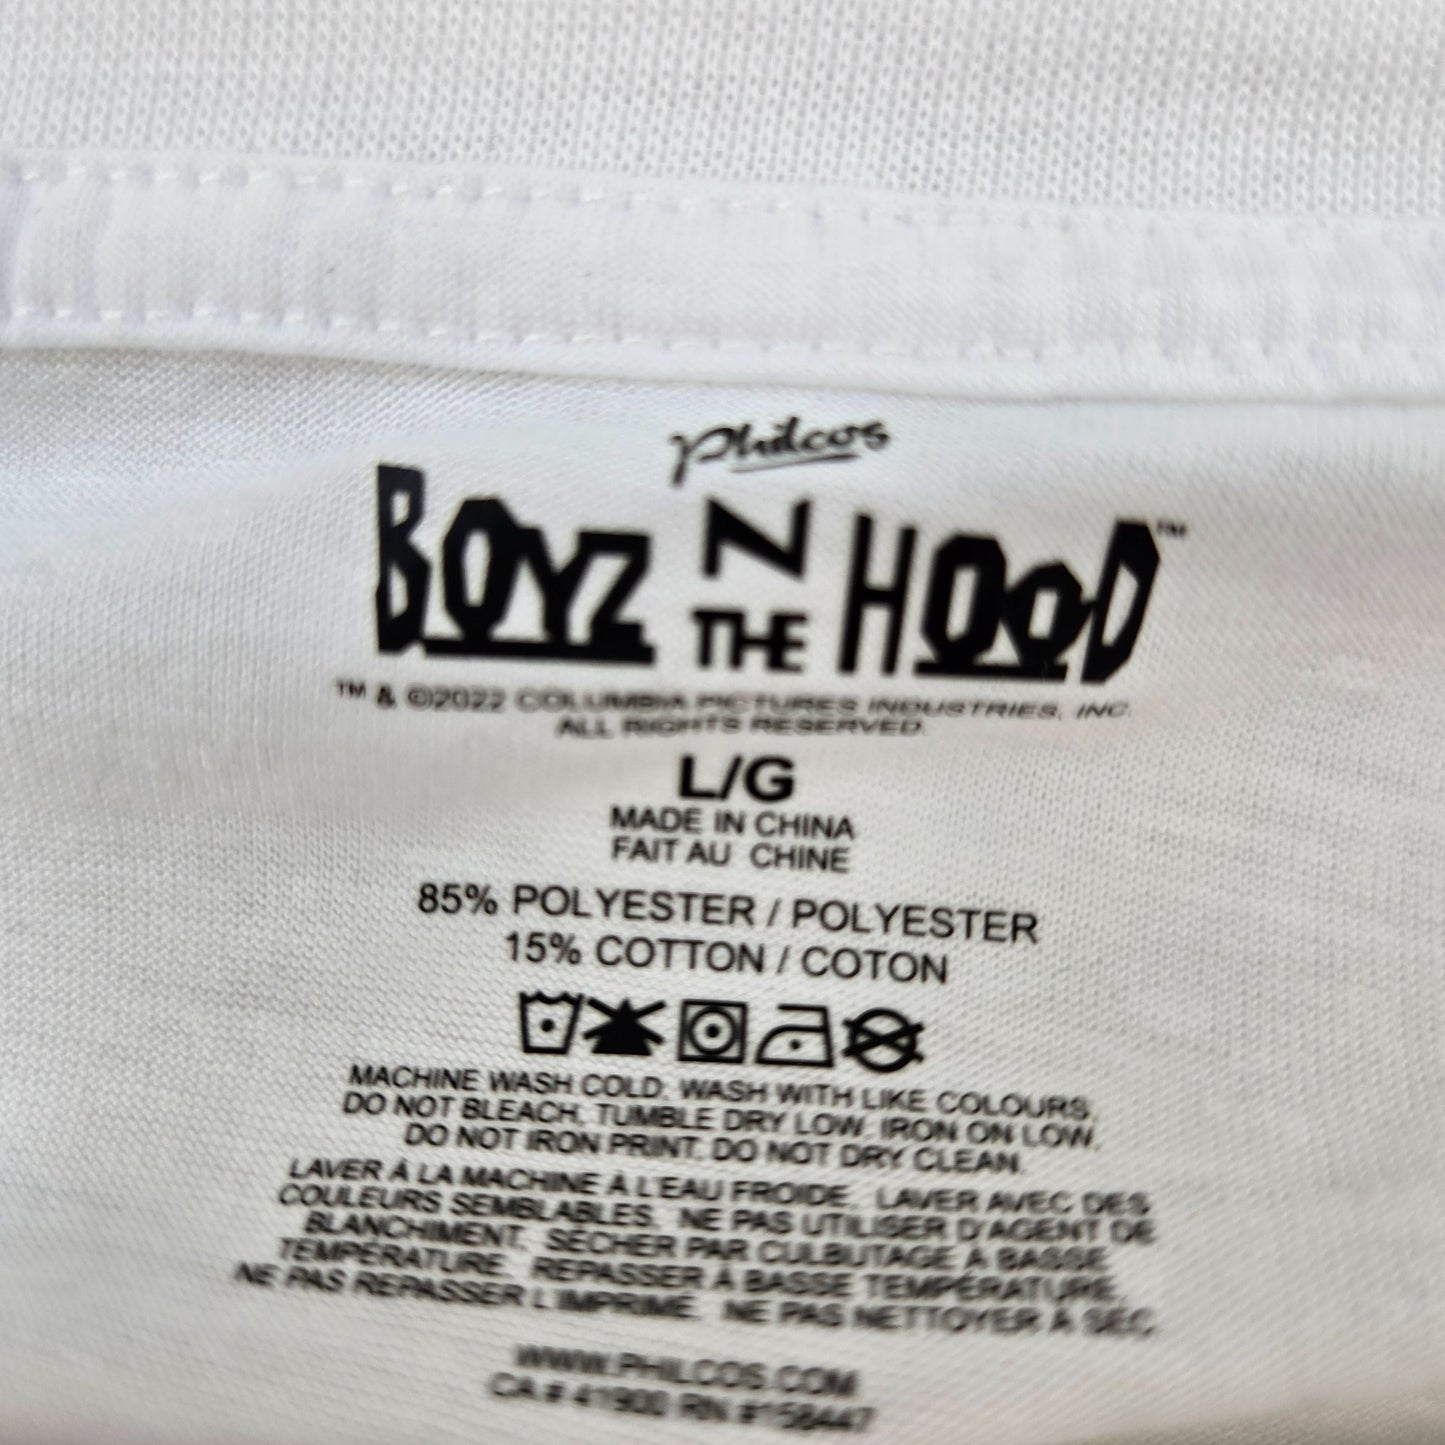 Philcos
BOYZ N THE HOOD™
™ & ©2022 COLUMBIA PICTURES INDUSTRIES, INC.
ALL RIGHTS RESERVED.
L/G
MADE IN CHINA
FAIT AU CHINE
85% POLYESTER / POLYESTER
15% COTTON / COTON
MACHINE WASH COLD. WASH WITH LIKE COLOURS.
DO NOT BLEACH. TUMBLE DRY LOW. IRON ON LOW.
DO NOT IRON PRINT. DO NOT DRY CLEAN.
LAVER À LA MACHINE À L'EAU FROIDE. LAVER AVEC DES
COULEURS SEMBLABLES. NE PAS UTILISER D'AGENT DE
BLANCHIMENT. SÉCHER PAR CULBUTAGE À BASSE
TEMPÉRATURE. REPASSER À BASSE TEMPÉRATURE.
NE PAS REPASSER L'IMPRIMÉ. NE PAS NETTOYER À SEC.
WWW.PHILCOS.COM
CA # 41900 RN #158447